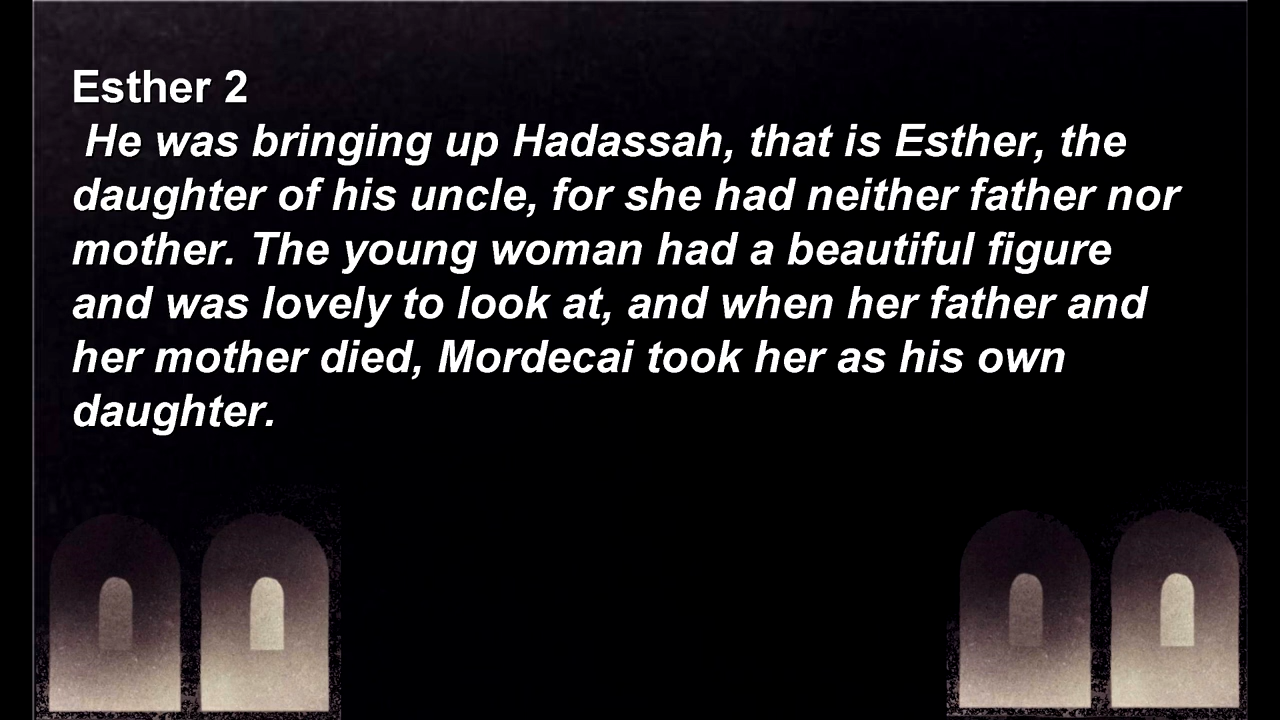 Esther 2
He was bringing up Hadassah, that is Esther, the
daughter of his uncle, for she had neither father nor
mother. The young woman had a beautiful figure
and was lovely to look at, and when her father and
her mother died, Mordecai took her as his own
daughter.